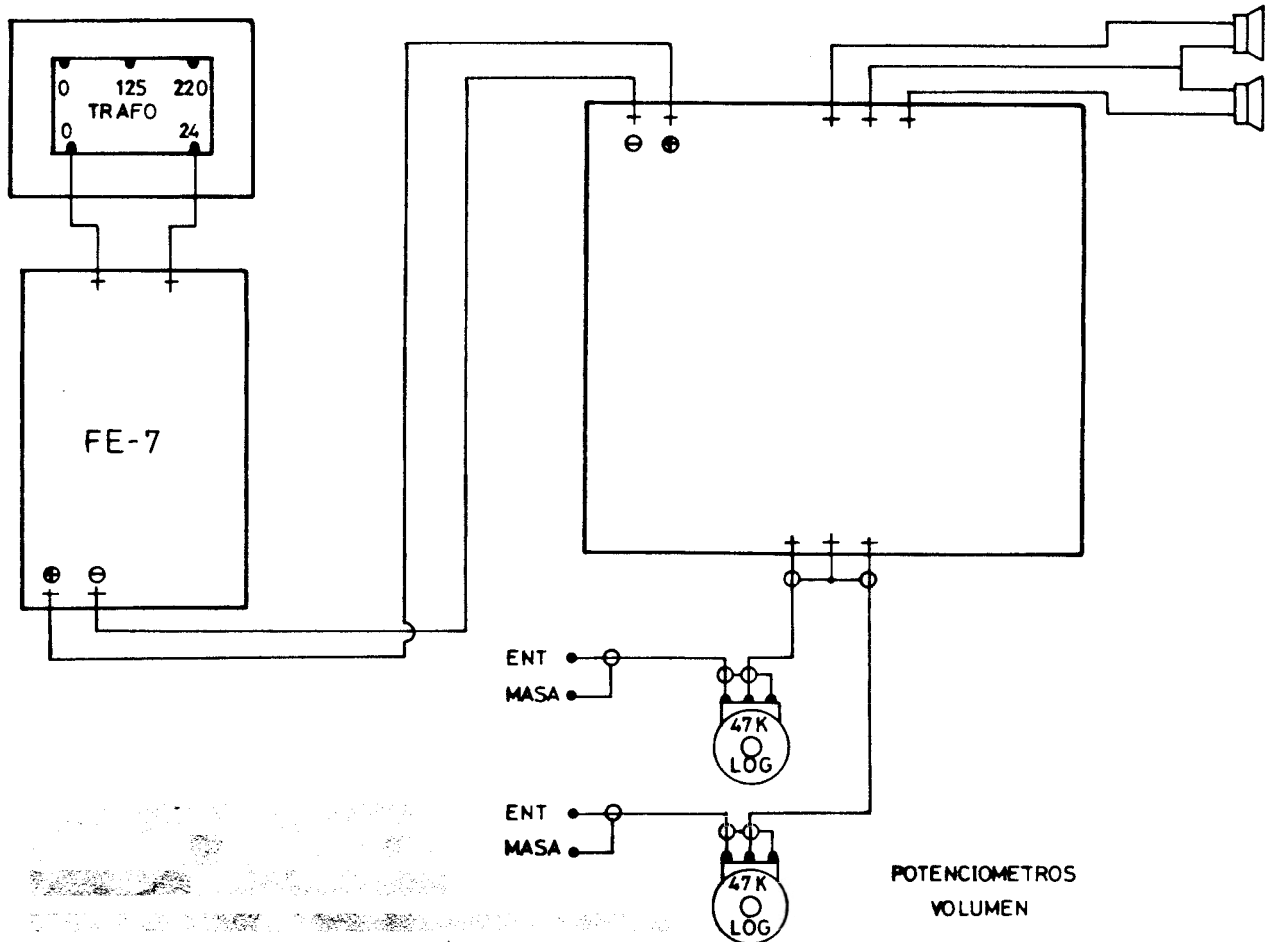 0 125 220
TRAFO
0 24
⊖ ⊕
FE-7
⊕ ⊖
ENT
MASA
47K
LOG
ENT
MASA
47K
LOG
POTENCIOMETROS
VOLUMEN